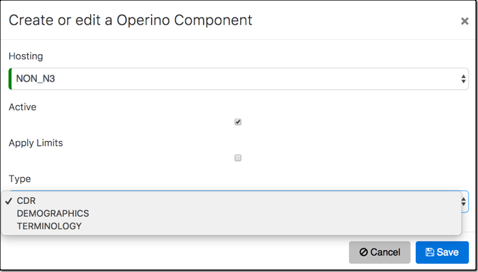 Create or edit a Operino Component
Hosting
NON_N3
Active
Apply Limits
Type
CDR
DEMOGRAPHICS
TERMINOLOGY
Cancel Save